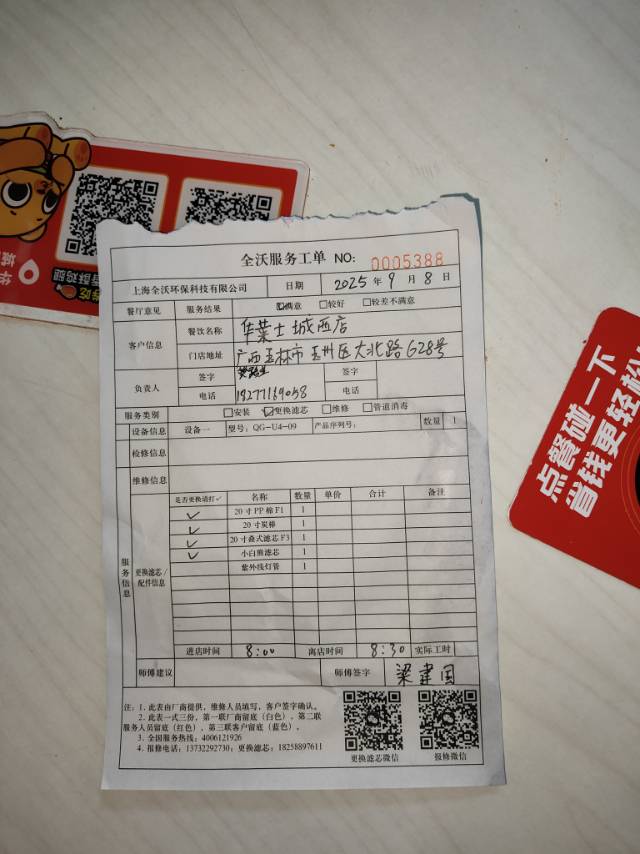 全沃服务工单 NO: 0005388
上海全沃环保科技有限公司 日期 2025 年 9 月 8 日
餐厅意见 服务结果 ☑满意 □较好 □较差不满意
客户信息 餐饮名称 华莱士城西店
门店地址 广西玉林市玉州区大北路628号
负责人 签字 签字
电话 18277169058 电话
服务类别 □安装 ☑更换滤芯 □维修 □管道消毒
设备信息 设备一 型号: QG-U4-09 产品序列号: 数量 1
检修信息
维修信息
服务信息
更换滤芯/配件信息
是否更换请打✓ 名称 数量 单价 合计 备注
✓ 20寸PP棉F1 1
✓ 20寸炭棒 1
✓ 20寸叠式滤芯F3 1
✓ 小白熊滤芯 1
紫外线灯管 1
进店时间 8:00 离店时间 8:30 实际工时
师傅建议 师傅签字 梁建国
注: 1. 此表由厂商提供, 维修人员填写, 客户签字确认。
2. 此表一式三份, 第一联厂商留底 (白色), 第二联
服务人员留底 (红色), 第三联客户留底 (蓝色)。
3. 全国服务热线: 4006121926
4. 报修电话: 13732292730; 更换滤芯: 18258897611
更换滤芯微信 报修微信
点餐碰一下
省钱更轻松